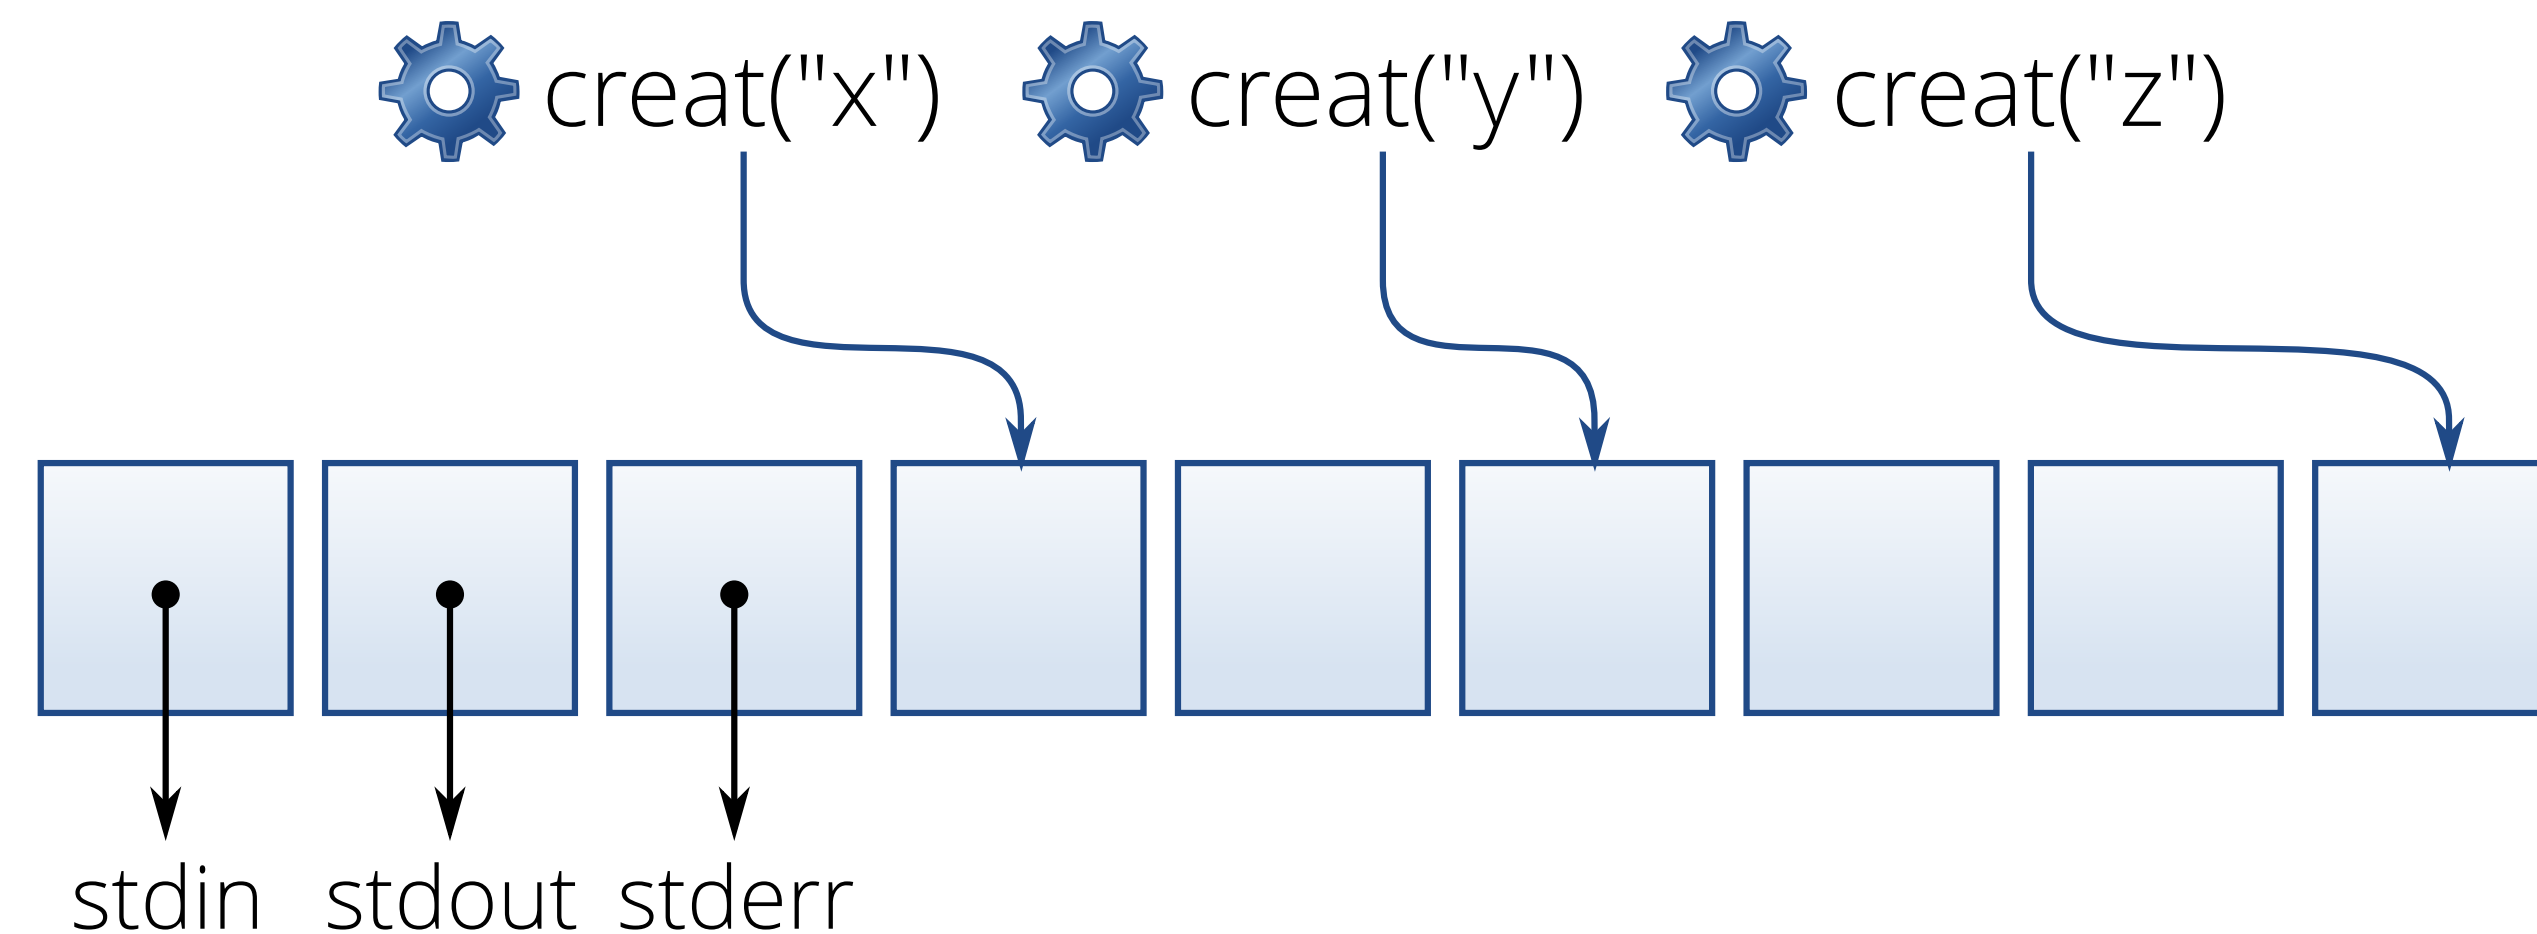 creat("x") creat("y") creat("z")
stdin stdout stderr